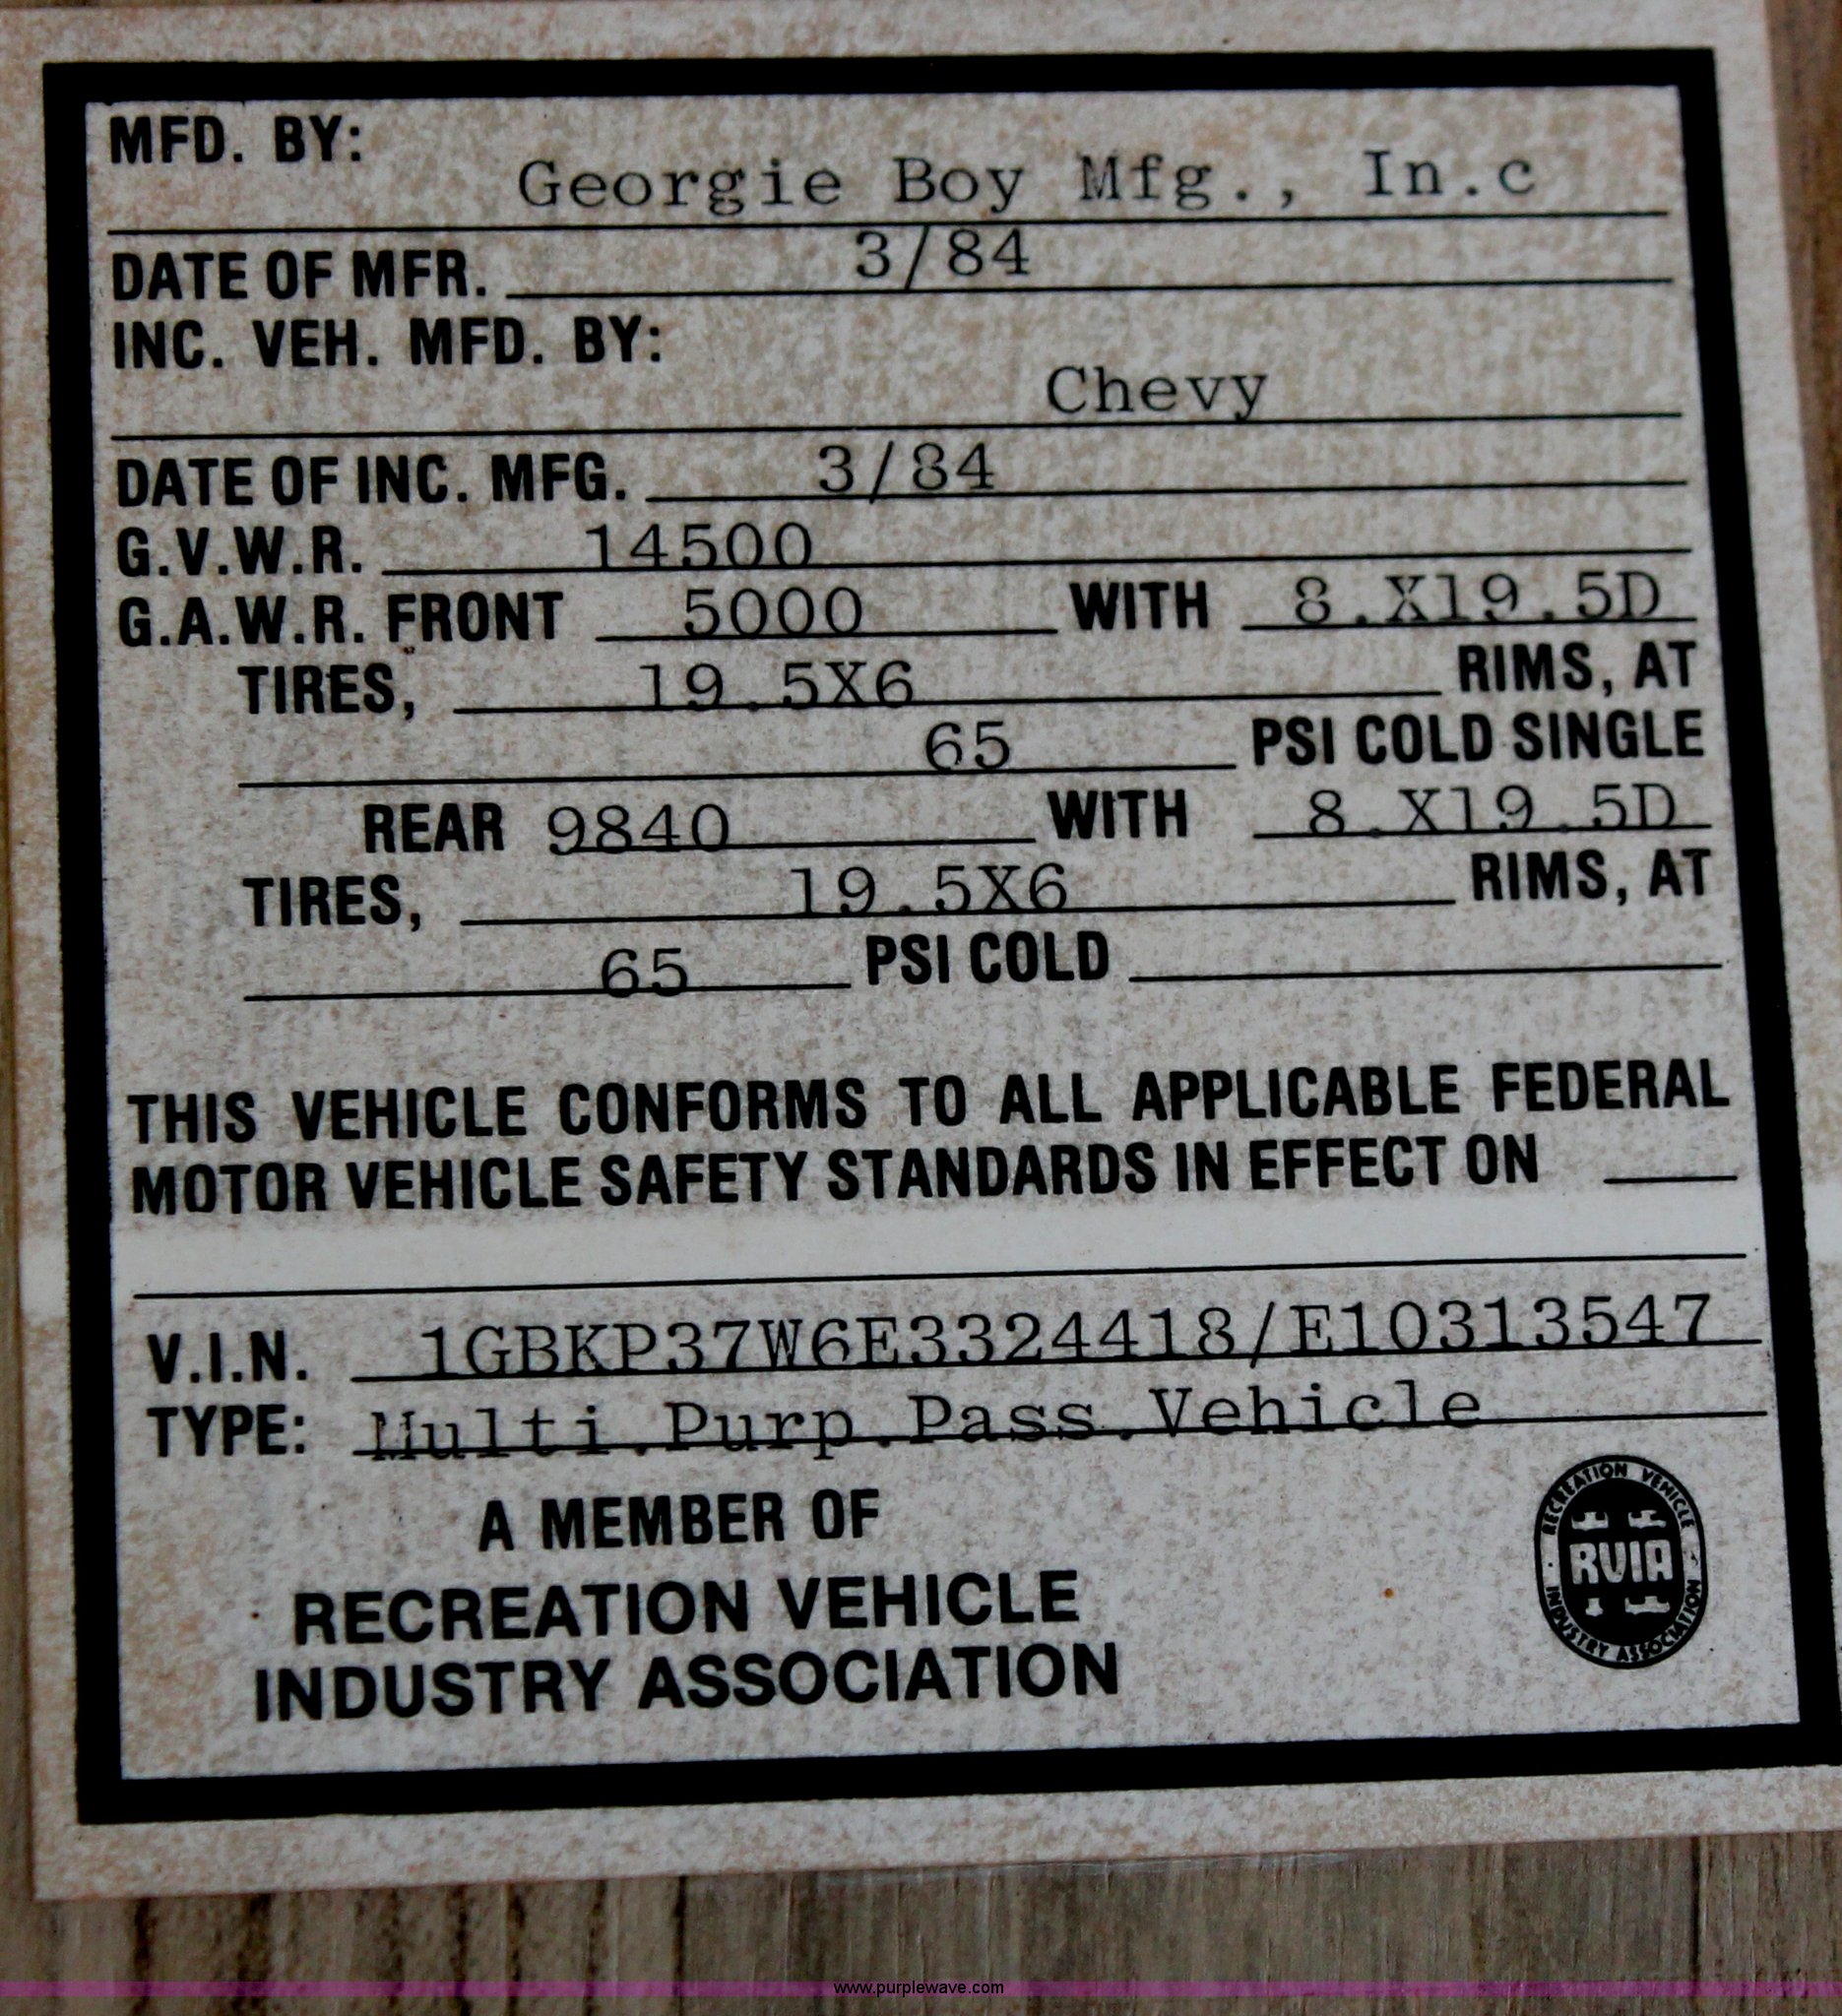 MFD. BY:
Georgie Boy Mfg., In.c
DATE OF MFR. 3/84
INC. VEH. MFD. BY:
Chevy
DATE OF INC. MFG. 3/84
G.V.W.R. 14500
G.A.W.R. FRONT 5000 WITH 8.X19.5D
TIRES, 19.5X6 RIMS, AT
65 PSI COLD SINGLE
REAR 9840 WITH 8.X19.5D
TIRES, 19.5X6 RIMS, AT
65 PSI COLD
THIS VEHICLE CONFORMS TO ALL APPLICABLE FEDERAL
MOTOR VEHICLE SAFETY STANDARDS IN EFFECT ON
V.I.N. 1GBKP37W6E3324418/E10313547
TYPE: Multi.Purp.Pass.Vehicle
A MEMBER OF
RECREATION VEHICLE
INDUSTRY ASSOCIATION
RECREATION VEHICLE
RVIA
INDUSTRY ASSOCIATION
www.purplewave.com